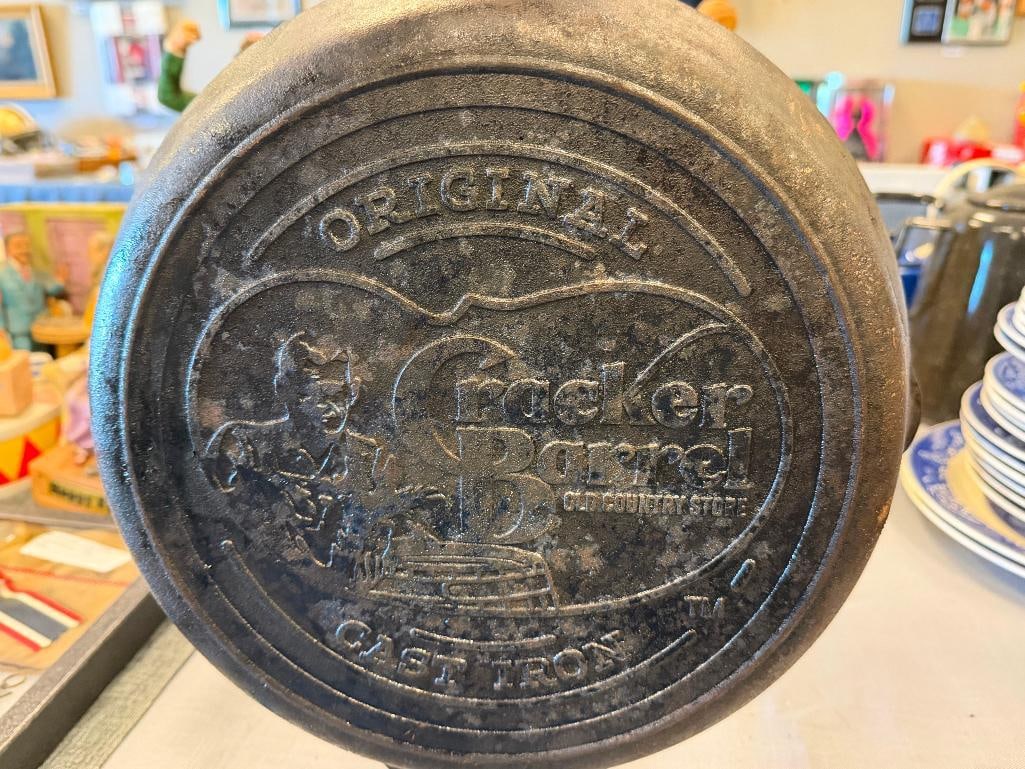 ORIGINAL
Cracker
Barrel
OLD COUNTRY STORE
TM
CAST IRON